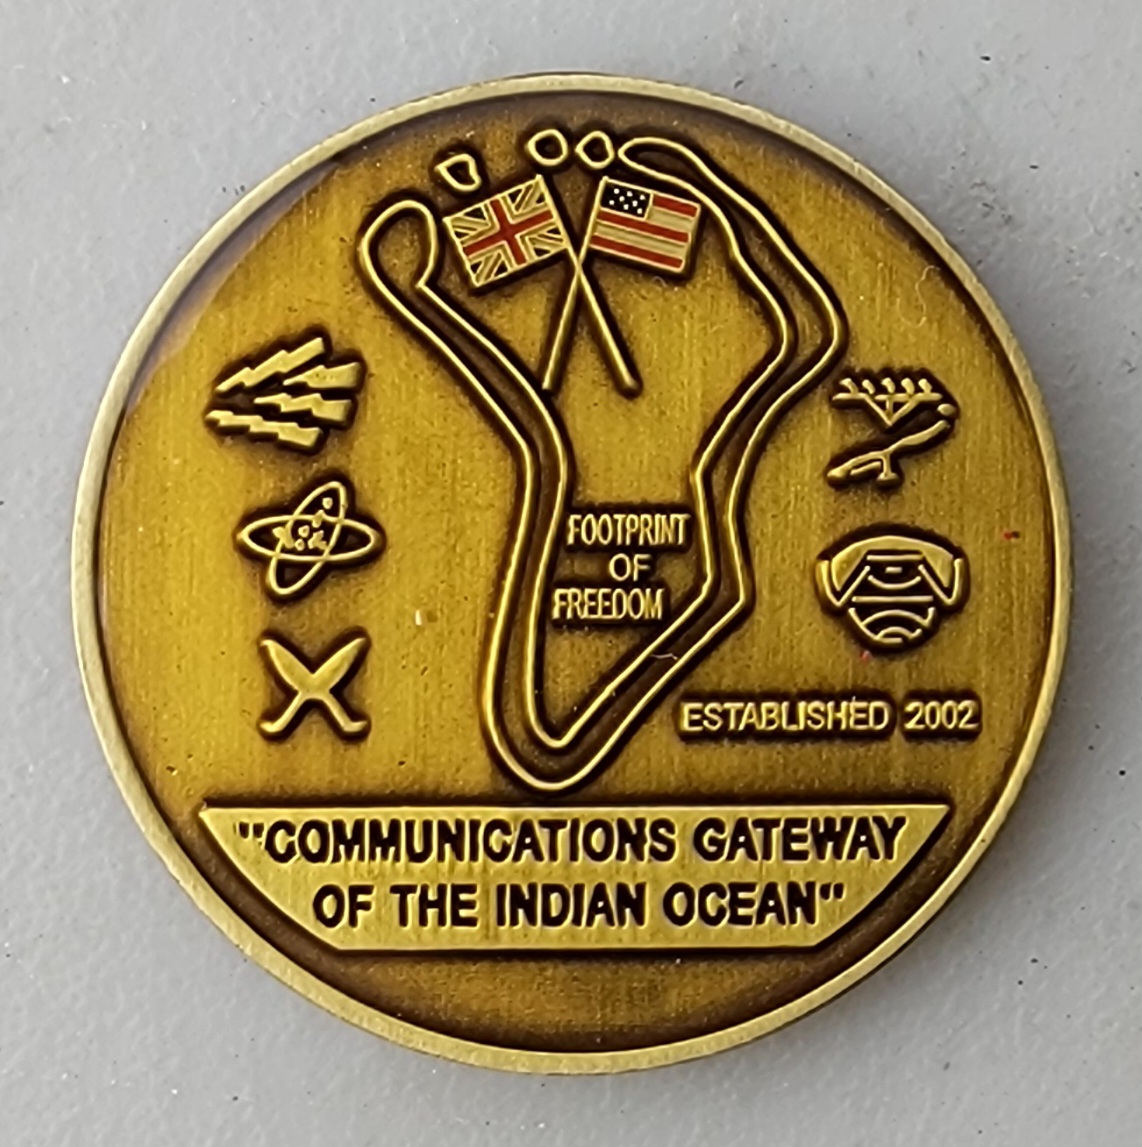 FOOTPRINT
OF
FREEDOM
ESTABLISHED 2002
"COMMUNICATIONS GATEWAY
OF THE INDIAN OCEAN"